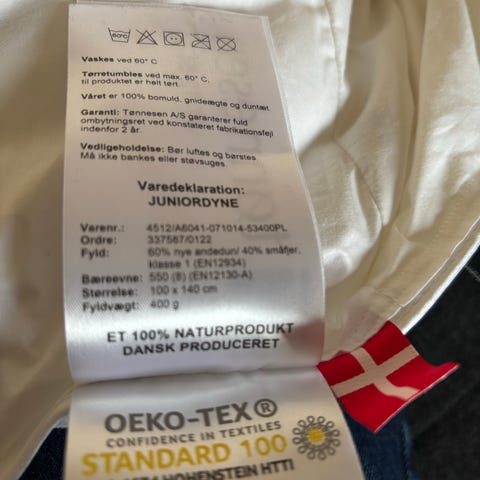 60°C
Vaskes ved 60° C
Tørretumbles ved max. 60° C,
til produktet er helt tørt.
Våret er 100% bomuld, gnideægte og duntæt.
Garanti: Tønnesen A/S garanterer fuld
ombytningsret ved konstateret fabrikationsfejl
indenfor 2 år.
Vedligeholdelse: Bør luftes og børstes
Må ikke bankes eller støvsuges.
Varedeklaration:
JUNIORDYNE
Varenr.: 4512/A6041-071014-53400PL
Ordre: 337587/0122
Fyld: 60% nye andedun/ 40% småfjer,
klasse 1 (EN12934)
Bæreevne: 550 (8) (EN12130-A)
Størrelse: 100 x 140 cm
Fyldvægt: 400 g
ET 100% NATURPRODUKT
DANSK PRODUCERET
OEKO-TEX®
CONFIDENCE IN TEXTILES
STANDARD 100
HOHENSTEIN HTTI